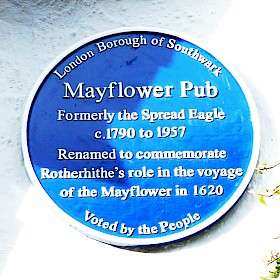 London Borough of Southwark
Mayflower Pub
Formerly the Spread Eagle
c.1790 to 1957
Renamed to commemorate
Rotherhithe's role in the voyage
of the Mayflower in 1620
Voted by the People